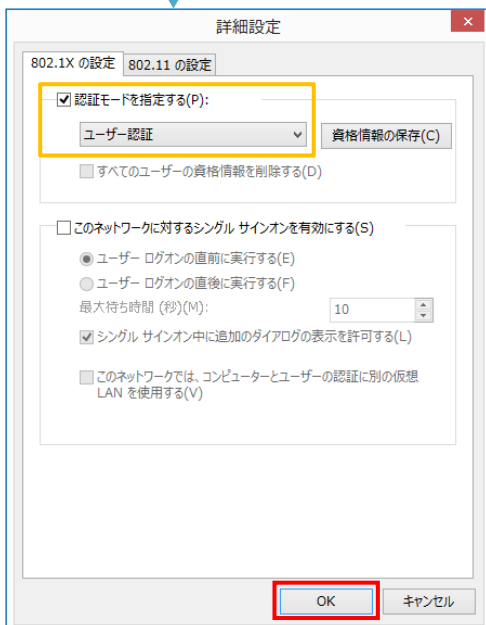 詳細設定
802.1X の設定 802.11 の設定
認証モードを指定する(P):
ユーザー認証 資格情報の保存(C)
すべてのユーザーの資格情報を削除する(D)
このネットワークに対するシングル サインオンを有効にする(S)
ユーザー ログオンの直前に実行する(E)
ユーザー ログオンの直後に実行する(F)
最大待ち時間 (秒)(M): 10
シングル サインオン中に追加のダイアログの表示を許可する(L)
このネットワークでは、コンピューターとユーザーの認証に別の仮想
LAN を使用する(V)
OK キャンセル